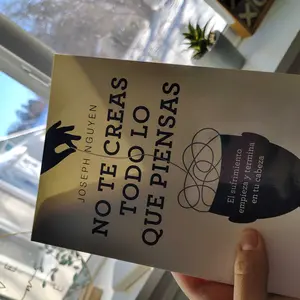 JOSEPH NGUYEN
NO TE CREAS
TODO LO
QUE PIENSAS
El sufrimiento
empieza y termina
en tu cabeza